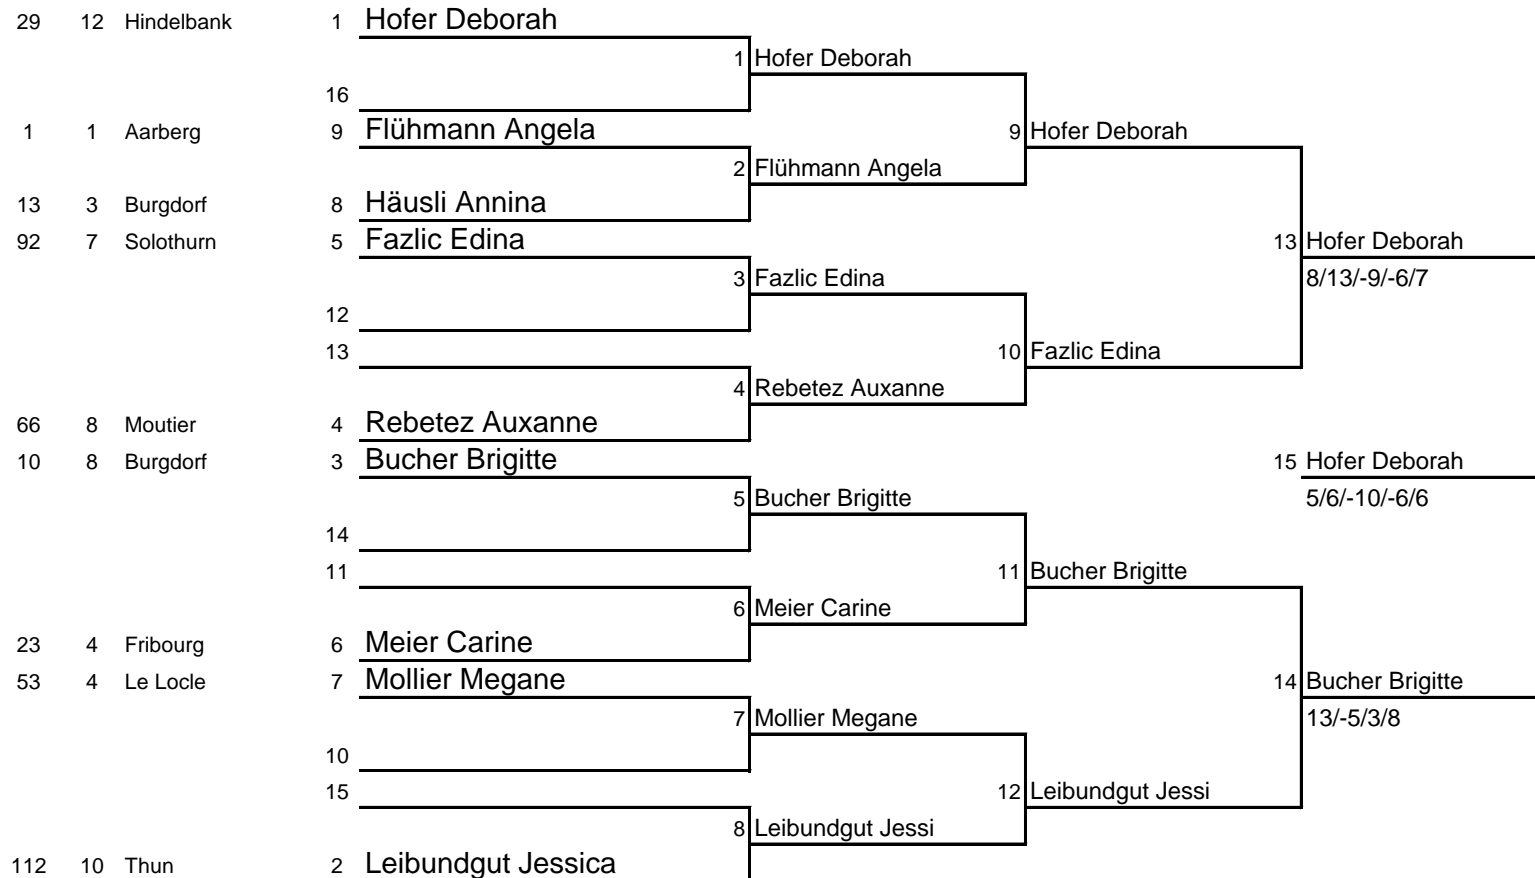 29 12 Hindelbank 1 Hofer Deborah
1 Hofer Deborah
16
1 1 Aarberg 9 Flühmann Angela 9 Hofer Deborah
2 Flühmann Angela
13 3 Burgdorf 8 Häusli Annina
92 7 Solothurn 5 Fazlic Edina 13 Hofer Deborah
3 Fazlic Edina 8/13/-9/-6/7
12
13 10 Fazlic Edina
4 Rebetez Auxanne
66 8 Moutier 4 Rebetez Auxanne
10 8 Burgdorf 3 Bucher Brigitte 15 Hofer Deborah
5 Bucher Brigitte 5/6/-10/-6/6
14
11 11 Bucher Brigitte
6 Meier Carine
23 4 Fribourg 6 Meier Carine
53 4 Le Locle 7 Mollier Megane 14 Bucher Brigitte
7 Mollier Megane 13/-5/3/8
10
15 12 Leibundgut Jessi
8 Leibundgut Jessi
112 10 Thun 2 Leibundgut Jessica